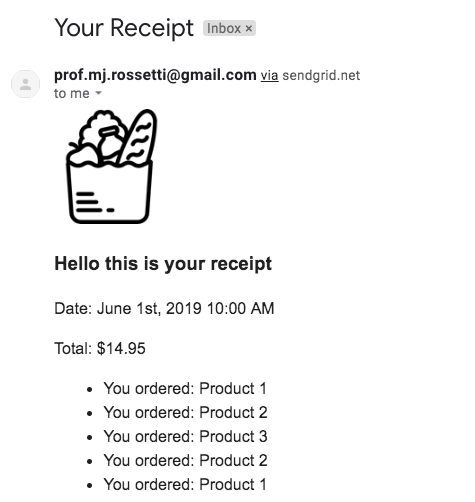 Your Receipt Inbox ×
prof.mj.rossetti@gmail.com via sendgrid.net
to me
Hello this is your receipt
Date: June 1st, 2019 10:00 AM
Total: $14.95
• You ordered: Product 1
• You ordered: Product 2
• You ordered: Product 3
• You ordered: Product 2
• You ordered: Product 1